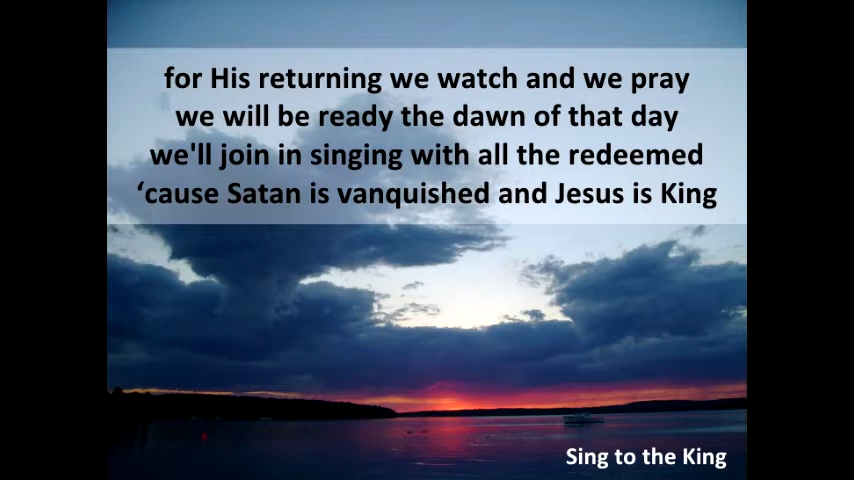 for His returning we watch and we pray
we will be ready the dawn of that day
we'll join in singing with all the redeemed
‘cause Satan is vanquished and Jesus is King
Sing to the King